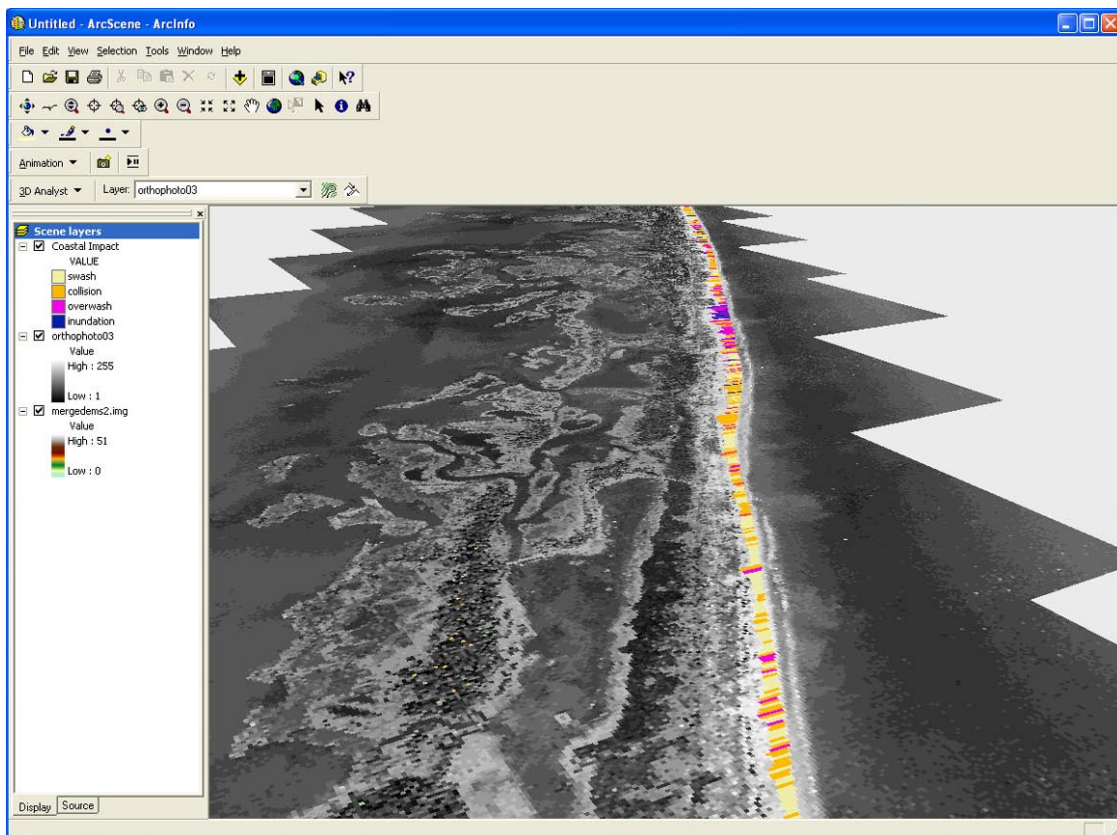 Untitled - ArcScene - ArcInfo
File Edit View Selection Tools Window Help
Animation
3D Analyst Layer: orthophoto03
Scene layers
Coastal Impact
VALUE
swash
collision
overwash
inundation
orthophoto03
Value
High : 255
Low : 1
mergedems2.img
Value
High : 51
Low : 0
Display Source